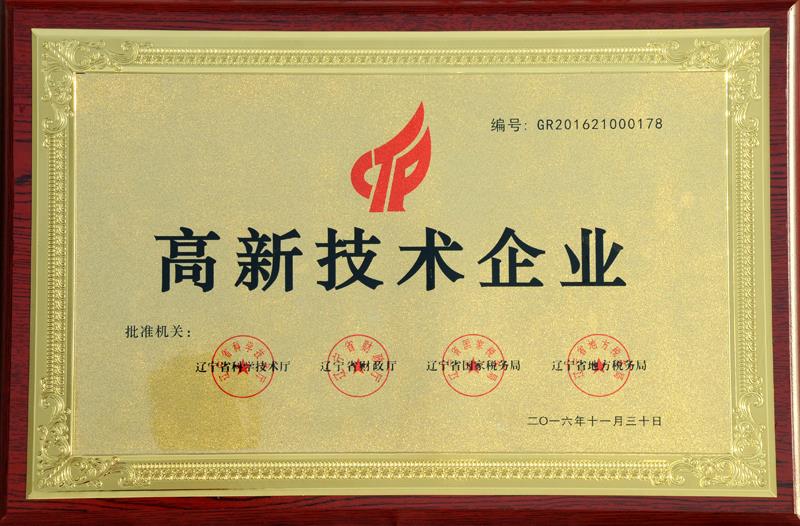 编号: GR201621000178
CTP
高新技术企业
批准机关：
辽宁省科学技术厅 辽宁省财政厅 辽宁省国家税务局 辽宁省地方税务局
二〇一六年十一月三十日